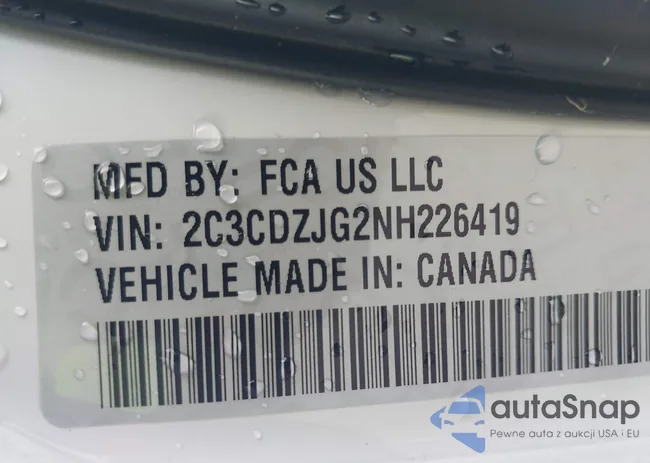 MFD BY: FCA US LLC
VIN: 2C3CDZJG2NH226419
VEHICLE MADE IN: CANADA
autaSnap
Pewne auta z aukcji USA i EU